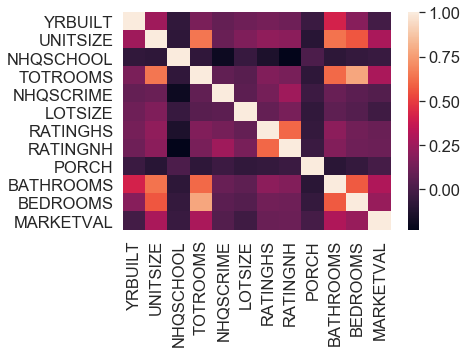 YRBUILT
UNITSIZE
NHQSCHOOL
TOTROOMS
NHQSCRIME
LOTSIZE
RATINGHS
RATINGNH
PORCH
BATHROOMS
BEDROOMS
MARKETVAL
YRBUILT
UNITSIZE
NHQSCHOOL
TOTROOMS
NHQSCRIME
LOTSIZE
RATINGHS
RATINGNH
PORCH
BATHROOMS
BEDROOMS
MARKETVAL
1.00
0.75
0.50
0.25
0.00